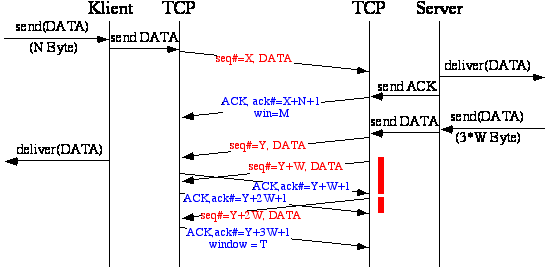 Klient TCP TCP Server
send(DATA)
(N Byte)
send DATA
seq#=X, DATA
deliver(DATA)
send ACK
ACK, ack#=X+N+1
win=M
send DATA
send(DATA)
(3*W Byte)
seq#=Y, DATA
deliver(DATA)
seq#=Y+W, DATA
ACK,ack#=Y+W+1
ACK,ack#=Y+2W+1
seq#=Y+2W, DATA
ACK,ack#=Y+3W+1
window = T